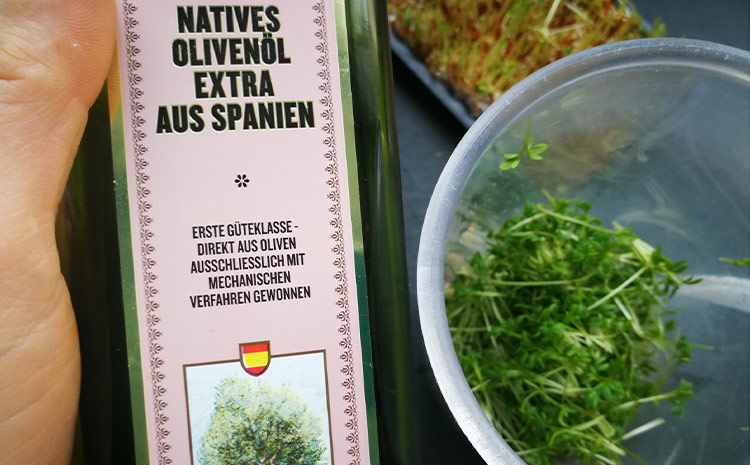 NATIVES
OLIVENÖL
EXTRA
AUS SPANIEN
*
ERSTE GÜTEKLASSE -
DIREKT AUS OLIVEN
AUSSCHLIESSLICH MIT
MECHANISCHEN
VERFAHREN GEWONNEN